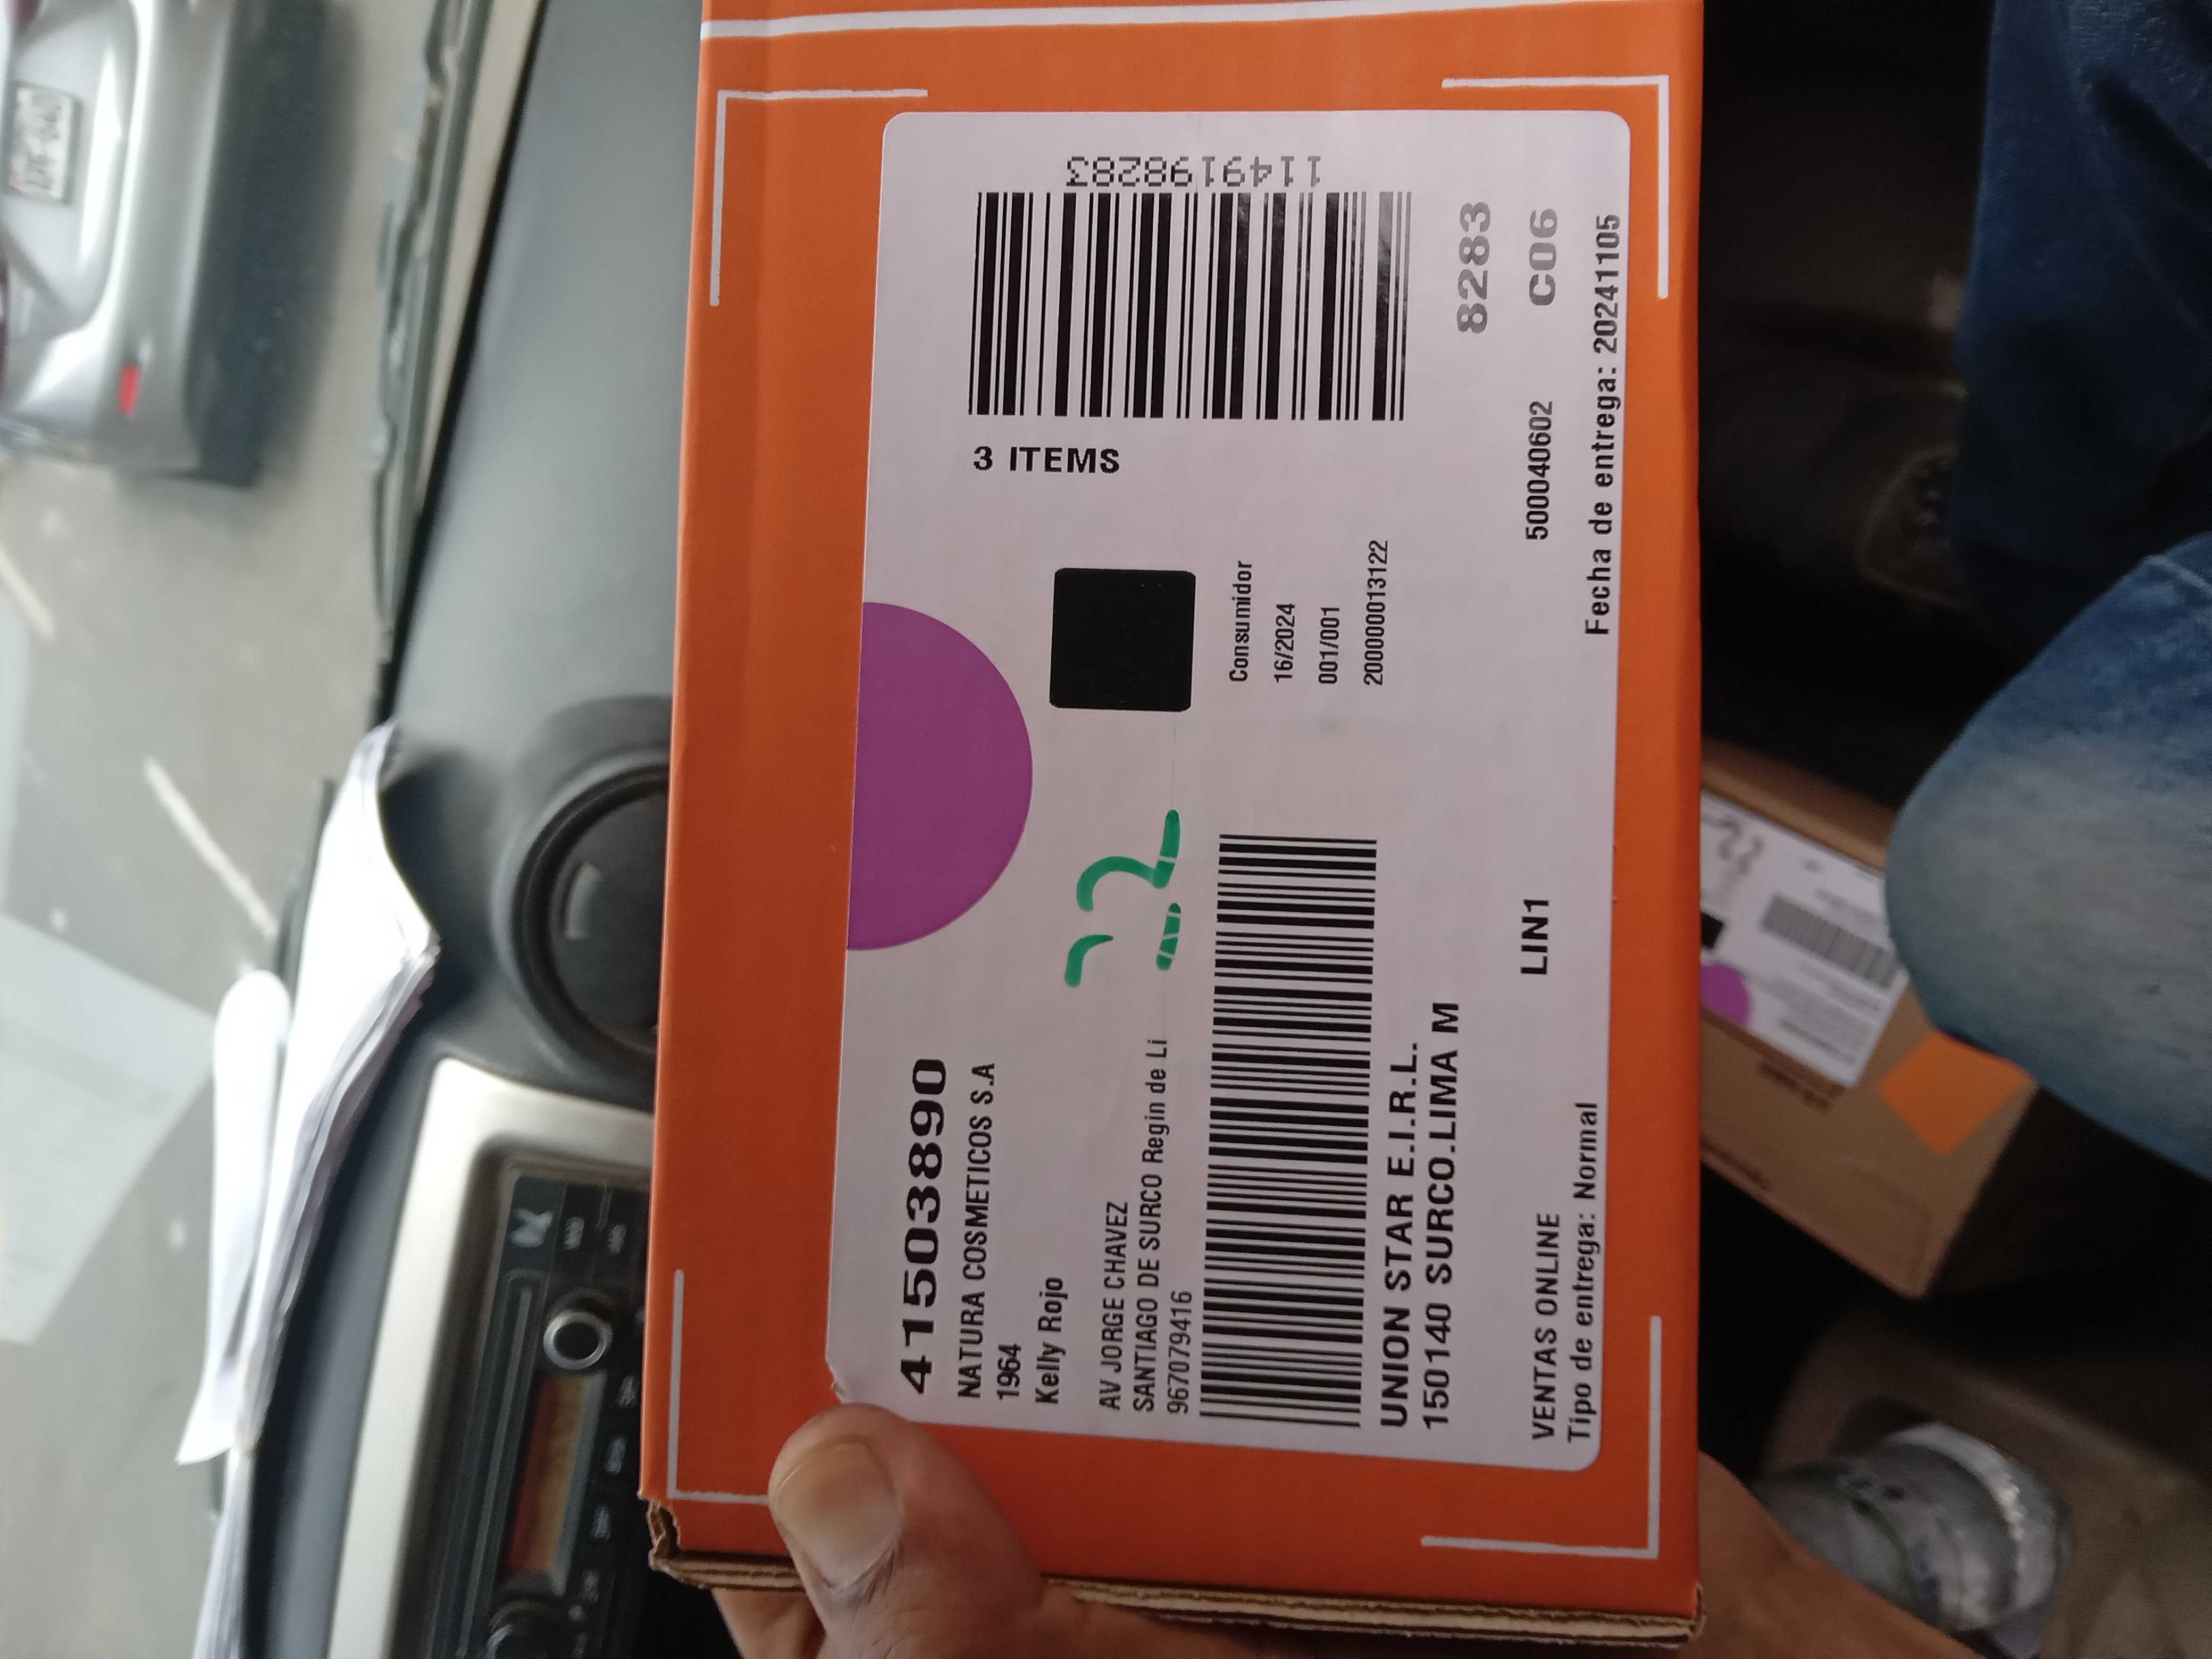 41503890
NATURA COSMETICOS S.A
1964
Kelly Rojo
AV JORGE CHAVEZ
SANTIAGO DE SURCO Regin de Li
967079416
22
UNION STAR E.I.R.L.
150140 SURCO.LIMA M
LIN1
VENTAS ONLINE
Tipo de entrega: Normal
3 ITEMS
1149198283
Consumidor
16/2024
001/001
200000013122
8283
500040602 C06
Fecha de entrega: 20241105